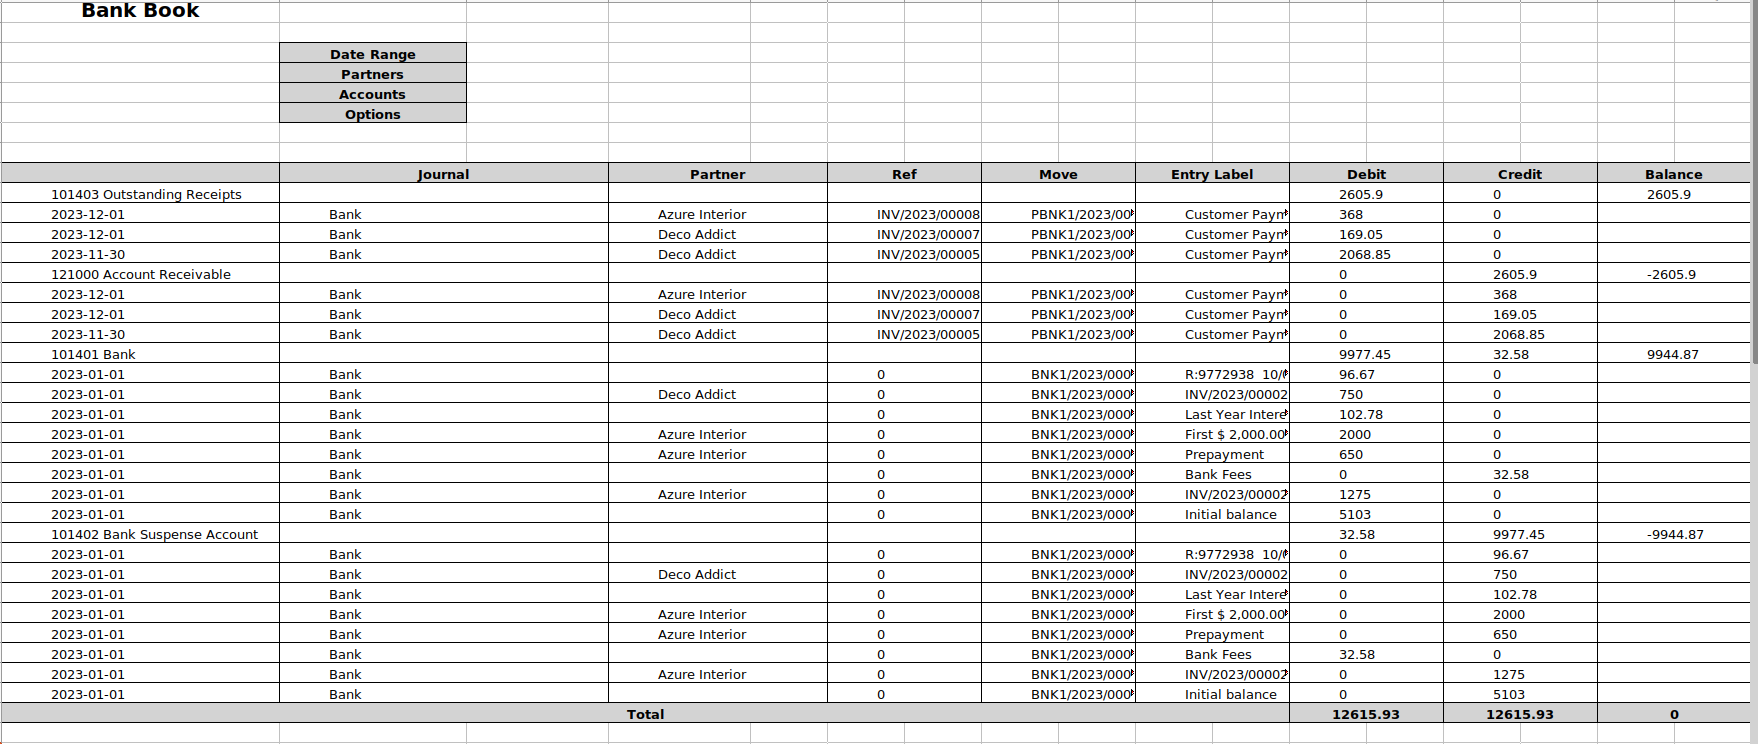 Bank Book
Date Range
Partners
Accounts
Options
Journal Partner Ref Move Entry Label Debit Credit Balance
101403 Outstanding Receipts 2605.9 0 2605.9
2023-12-01 Bank Azure Interior INV/2023/00008 PBNK1/2023/00 Customer Paym 368 0
2023-12-01 Bank Deco Addict INV/2023/00007 PBNK1/2023/00 Customer Paym 169.05 0
2023-11-30 Bank Deco Addict INV/2023/00005 PBNK1/2023/00 Customer Paym 2068.85 0
121000 Account Receivable 0 2605.9 -2605.9
2023-12-01 Bank Azure Interior INV/2023/00008 PBNK1/2023/00 Customer Paym 0 368
2023-12-01 Bank Deco Addict INV/2023/00007 PBNK1/2023/00 Customer Paym 0 169.05
2023-11-30 Bank Deco Addict INV/2023/00005 PBNK1/2023/00 Customer Paym 0 2068.85
101401 Bank 9977.45 32.58 9944.87
2023-01-01 Bank 0 BNK1/2023/000 R:9772938 10/ 96.67 0
2023-01-01 Bank Deco Addict 0 BNK1/2023/000 INV/2023/00002 750 0
2023-01-01 Bank 0 BNK1/2023/000 Last Year Intere 102.78 0
2023-01-01 Bank Azure Interior 0 BNK1/2023/000 First $ 2,000.00 2000 0
2023-01-01 Bank Azure Interior 0 BNK1/2023/000 Prepayment 650 0
2023-01-01 Bank 0 BNK1/2023/000 Bank Fees 0 32.58
2023-01-01 Bank Azure Interior 0 BNK1/2023/000 INV/2023/00002 1275 0
2023-01-01 Bank 0 BNK1/2023/000 Initial balance 5103 0
101402 Bank Suspense Account 32.58 9977.45 -9944.87
2023-01-01 Bank 0 BNK1/2023/000 R:9772938 10/ 0 96.67
2023-01-01 Bank Deco Addict 0 BNK1/2023/000 INV/2023/00002 0 750
2023-01-01 Bank 0 BNK1/2023/000 Last Year Intere 0 102.78
2023-01-01 Bank Azure Interior 0 BNK1/2023/000 First $ 2,000.00 0 2000
2023-01-01 Bank Azure Interior 0 BNK1/2023/000 Prepayment 0 650
2023-01-01 Bank 0 BNK1/2023/000 Bank Fees 32.58 0
2023-01-01 Bank Azure Interior 0 BNK1/2023/000 INV/2023/00002 0 1275
2023-01-01 Bank 0 BNK1/2023/000 Initial balance 0 5103
Total 12615.93 12615.93 0